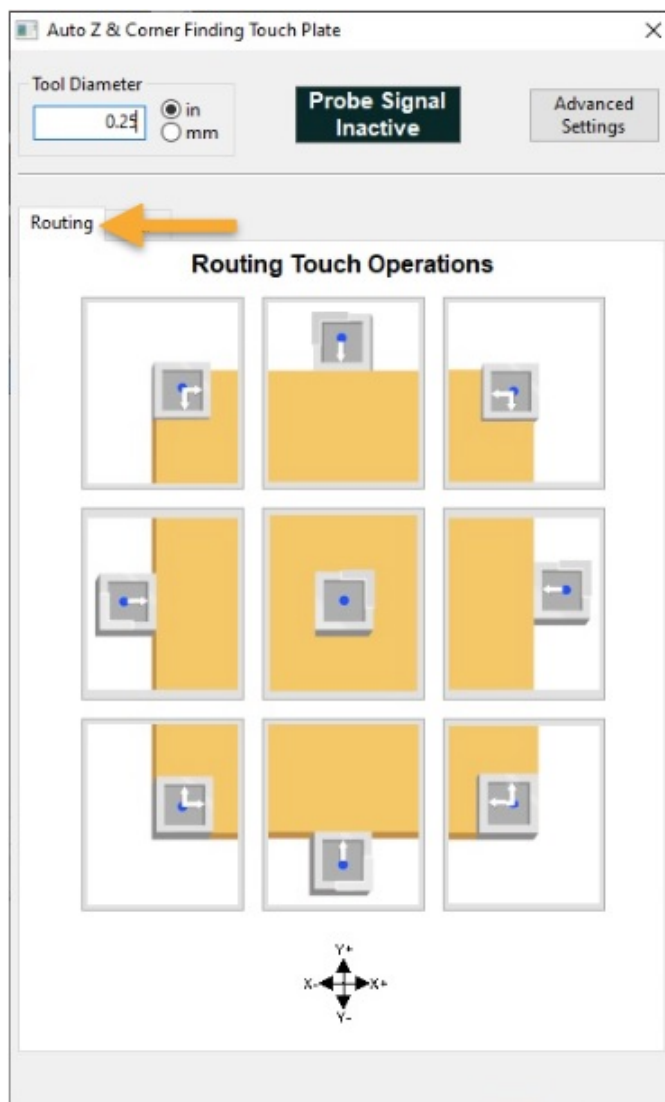 Auto Z & Corner Finding Touch Plate
Tool Diameter
0.25
in
mm
Probe Signal
Inactive
Advanced
Settings
Routing
Routing Touch Operations
Y+
X-
X+
Y-